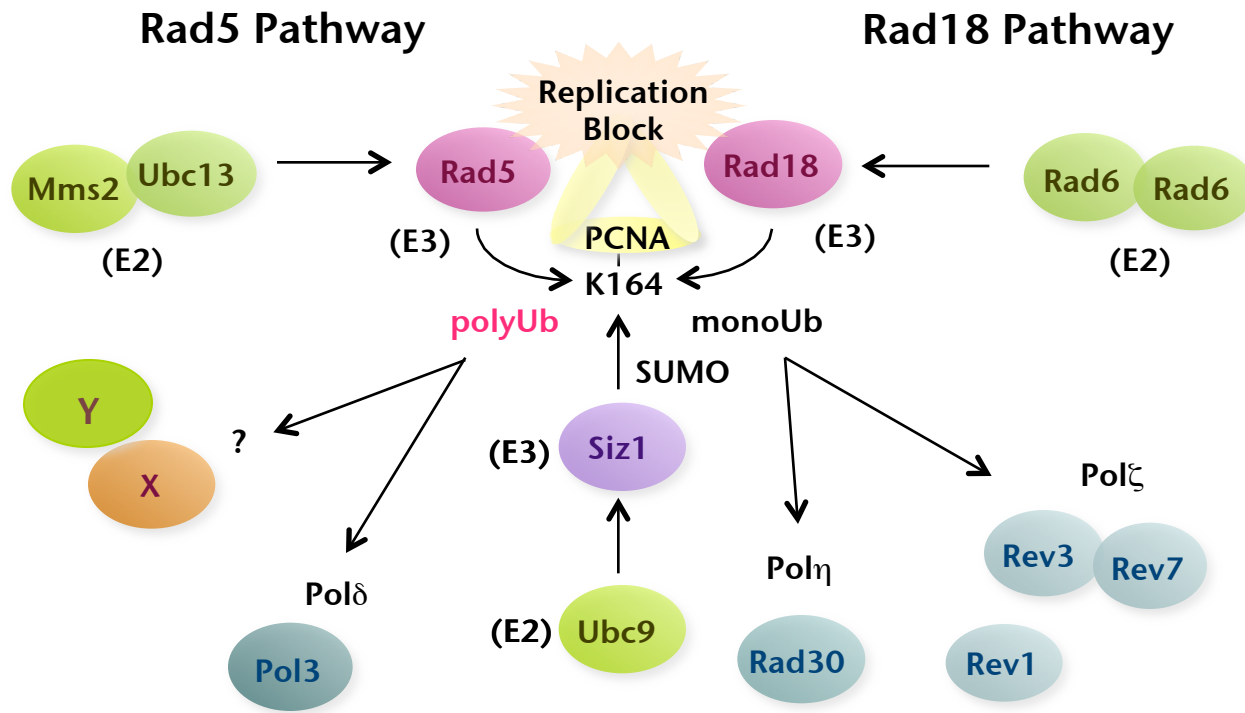 Rad5 Pathway
Rad18 Pathway
Replication
Block
Mms2
Ubc13
(E2)
Rad5
(E3)
Rad18
(E3)
Rad6
Rad6
(E2)
PCNA
K164
polyUb
monoUb
SUMO
Y
X
?
(E3)
Siz1
(E2)
Ubc9
Polδ
Pol3
Polη
Rad30
Polζ
Rev3
Rev7
Rev1